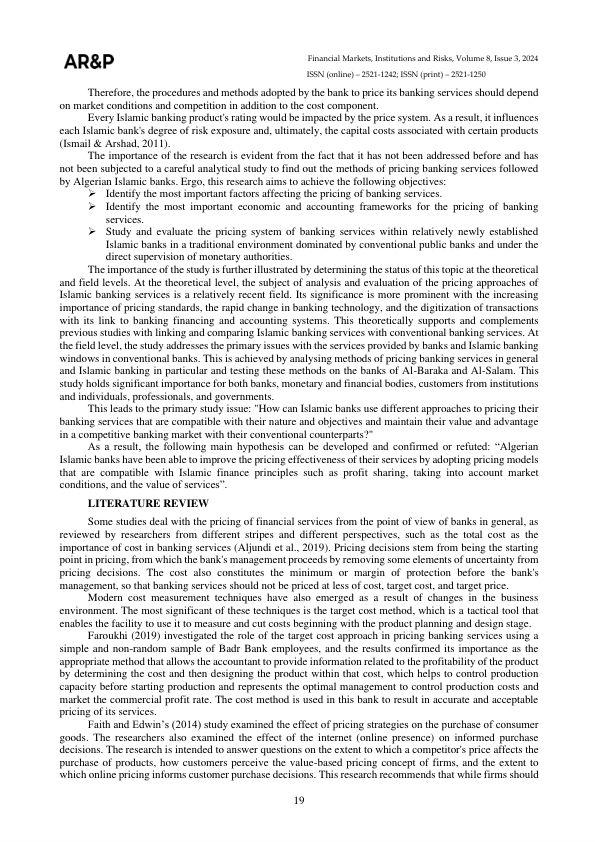 AR&P
Financial Markets, Institutions and Risks, Volume 8, Issue 3, 2024
ISSN (online) – 2521-1242; ISSN (print) – 2521-1250
Therefore, the procedures and methods adopted by the bank to price its banking services should depend
on market conditions and competition in addition to the cost component.
Every Islamic banking product's rating would be impacted by the price system. As a result, it influences
each Islamic bank's degree of risk exposure and, ultimately, the capital costs associated with certain products
(Ismail & Arshad, 2011).
The importance of the research is evident from the fact that it has not been addressed before and has
not been subjected to a careful analytical study to find out the methods of pricing banking services followed
by Algerian Islamic banks. Ergo, this research aims to achieve the following objectives:
➢ Identify the most important factors affecting the pricing of banking services.
➢ Identify the most important economic and accounting frameworks for the pricing of banking
services.
➢ Study and evaluate the pricing system of banking services within relatively newly established
Islamic banks in a traditional environment dominated by conventional public banks and under the
direct supervision of monetary authorities.
The importance of the study is further illustrated by determining the status of this topic at the theoretical
and field levels. At the theoretical level, the subject of analysis and evaluation of the pricing approaches of
Islamic banking services is a relatively recent field. Its significance is more prominent with the increasing
importance of pricing standards, the rapid change in banking technology, and the digitization of transactions
with its link to banking financing and accounting systems. This theoretically supports and complements
previous studies with linking and comparing Islamic banking services with conventional banking services. At
the field level, the study addresses the primary issues with the services provided by banks and Islamic banking
windows in conventional banks. This is achieved by analysing methods of pricing banking services in general
and Islamic banking in particular and testing these methods on the banks of Al-Baraka and Al-Salam. This
study holds significant importance for both banks, monetary and financial bodies, customers from institutions
and individuals, professionals, and governments.
This leads to the primary study issue: "How can Islamic banks use different approaches to pricing their
banking services that are compatible with their nature and objectives and maintain their value and advantage
in a competitive banking market with their conventional counterparts?"
As a result, the following main hypothesis can be developed and confirmed or refuted: “Algerian
Islamic banks have been able to improve the pricing effectiveness of their services by adopting pricing models
that are compatible with Islamic finance principles such as profit sharing, taking into account market
conditions, and the value of services”.
LITERATURE REVIEW
Some studies deal with the pricing of financial services from the point of view of banks in general, as
reviewed by researchers from different stripes and different perspectives, such as the total cost as the
importance of cost in banking services (Aljundi et al., 2019). Pricing decisions stem from being the starting
point in pricing, from which the bank's management proceeds by removing some elements of uncertainty from
pricing decisions. The cost also constitutes the minimum or margin of protection before the bank's
management, so that banking services should not be priced at less of cost, target cost, and target price.
Modern cost measurement techniques have also emerged as a result of changes in the business
environment. The most significant of these techniques is the target cost method, which is a tactical tool that
enables the facility to use it to measure and cut costs beginning with the product planning and design stage.
Faroukhi (2019) investigated the role of the target cost approach in pricing banking services using a
simple and non-random sample of Badr Bank employees, and the results confirmed its importance as the
appropriate method that allows the accountant to provide information related to the profitability of the product
by determining the cost and then designing the product within that cost, which helps to control production
capacity before starting production and represents the optimal management to control production costs and
market the commercial profit rate. The cost method is used in this bank to result in accurate and acceptable
pricing of its services.
Faith and Edwin’s (2014) study examined the effect of pricing strategies on the purchase of consumer
goods. The researchers also examined the effect of the internet (online presence) on informed purchase
decisions. The research is intended to answer questions on the extent to which a competitor's price affects the
purchase of products, how customers perceive the value-based pricing concept of firms, and the extent to
which online pricing informs customer purchase decisions. This research recommends that while firms should
19